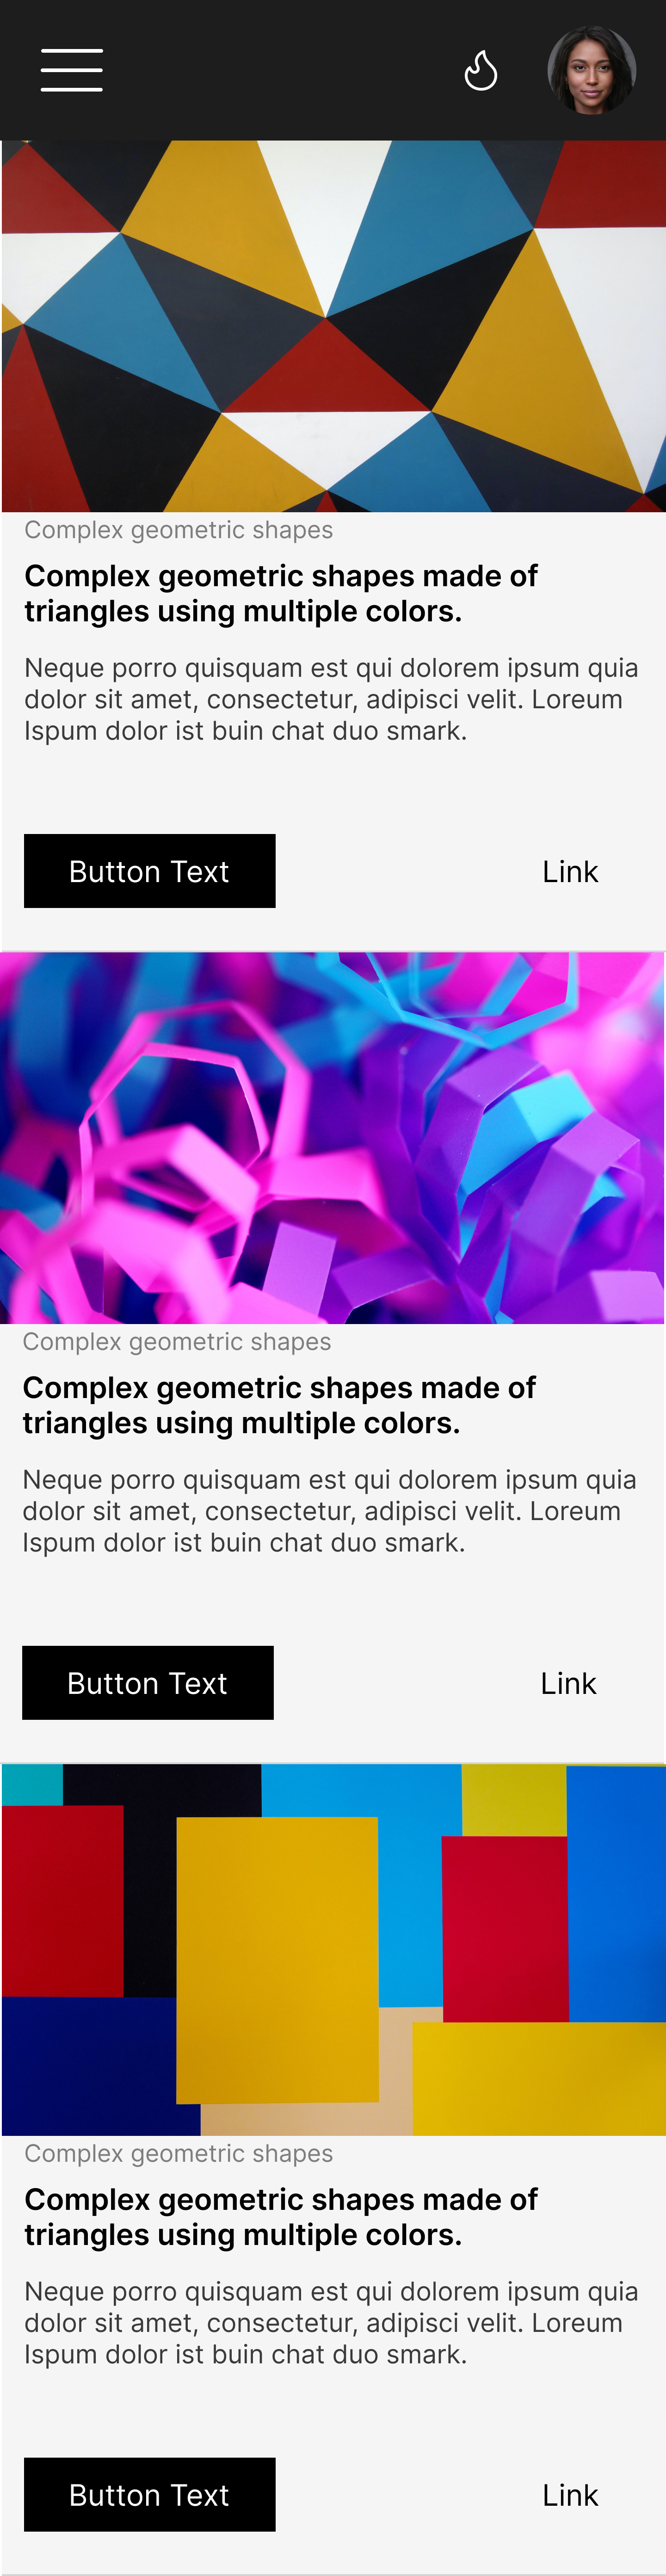 Complex geometric shapes
Complex geometric shapes made of
triangles using multiple colors.
Neque porro quisquam est qui dolorem ipsum quia
dolor sit amet, consectetur, adipisci velit. Loreum
Ispum dolor ist buin chat duo smark.
Button Text
Link
Complex geometric shapes
Complex geometric shapes made of
triangles using multiple colors.
Neque porro quisquam est qui dolorem ipsum quia
dolor sit amet, consectetur, adipisci velit. Loreum
Ispum dolor ist buin chat duo smark.
Button Text
Link
Complex geometric shapes
Complex geometric shapes made of
triangles using multiple colors.
Neque porro quisquam est qui dolorem ipsum quia
dolor sit amet, consectetur, adipisci velit. Loreum
Ispum dolor ist buin chat duo smark.
Button Text
Link